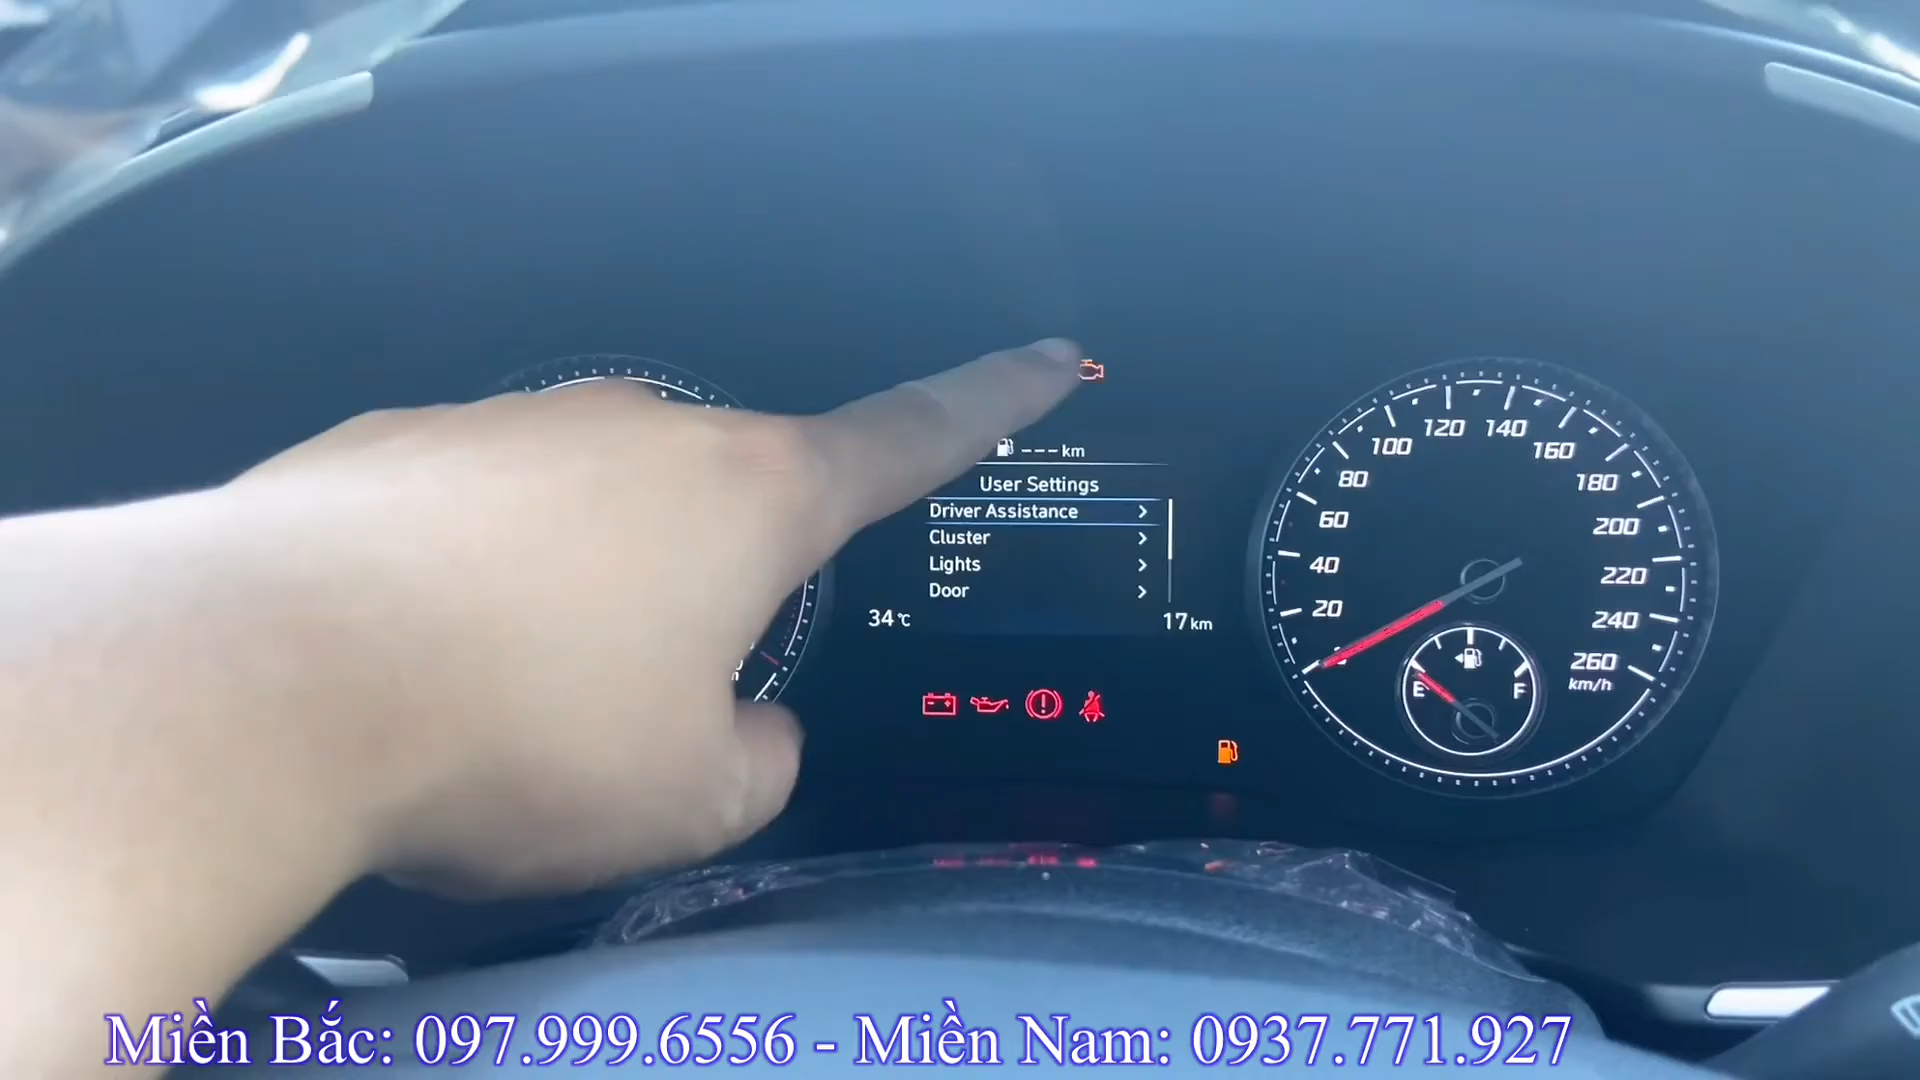 --- km
User Settings
Driver Assistance >
Cluster >
Lights >
Door >
34 °C
17 km
20
40
60
80
100
120
140
160
180
200
220
240
260
km/h
E
F
Miền Bắc: 097.999.6556 - Miền Nam: 0937.771.927